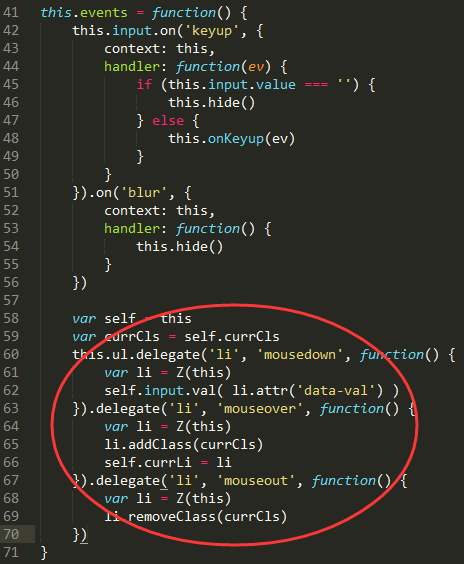 41 this.events = function() {
42     this.input.on('keyup', {
43         context: this,
44         handler: function(ev) {
45             if (this.input.value === '') {
46                 this.hide()
47             } else {
48                 this.onKeyup(ev)
49             }
50         }
51     }).on('blur', {
52         context: this,
53         handler: function() {
54             this.hide()
55         }
56     })
57
58     var self = this
59     var currCls = self.currCls
60     this.ul.delegate('li', 'mousedown', function() {
61         var li = Z(this)
62         self.input.val( li.attr('data-val') )
63     }).delegate('li', 'mouseover', function() {
64         var li = Z(this)
65         li.addClass(currCls)
66         self.currLi = li
67     }).delegate('li', 'mouseout', function() {
68         var li = Z(this)
69         li.removeClass(currCls)
70     })
71 }